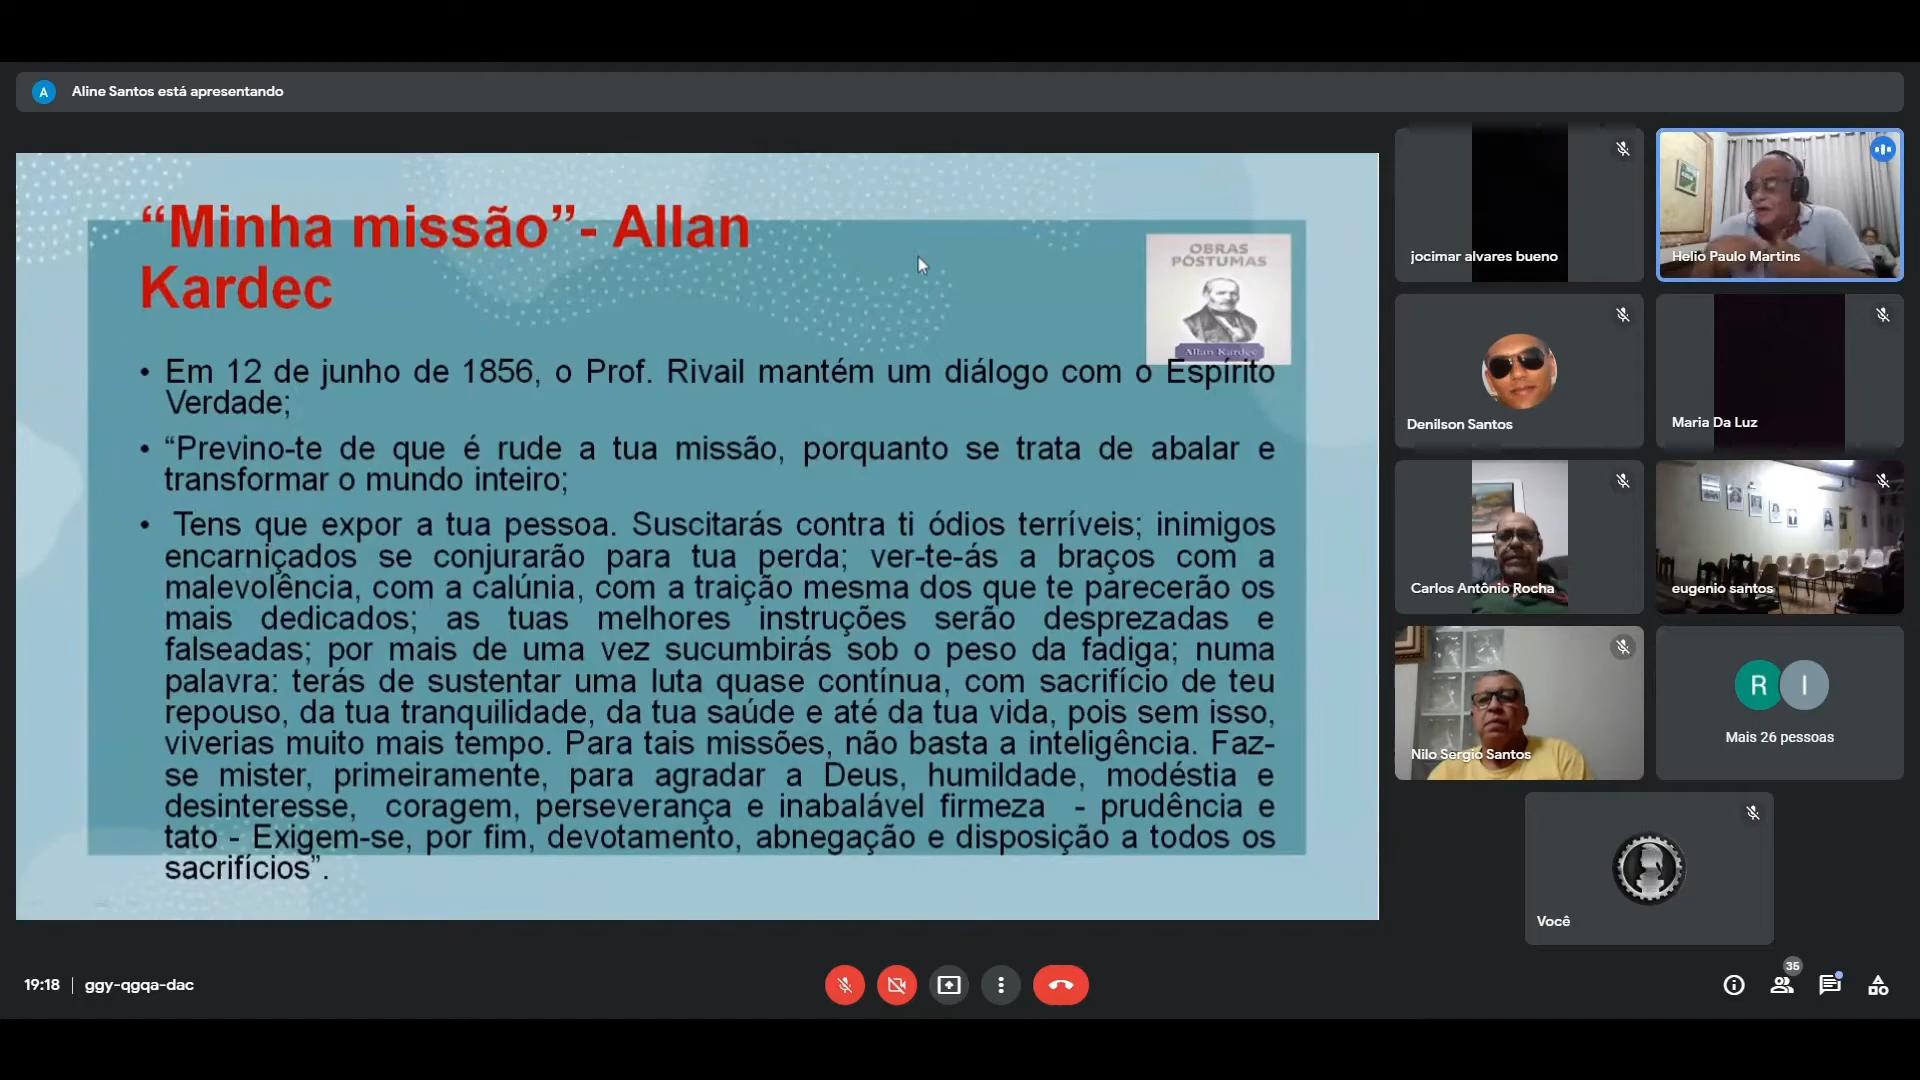 A
Aline Santos está apresentando
“Minha missão”- Allan
Kardec
OBRAS
PÓSTUMAS
Allan Kardec
• Em 12 de junho de 1856, o Prof. Rivail mantém um diálogo com o Espírito
Verdade;
• “Previno-te de que é rude a tua missão, porquanto se trata de abalar e
transformar o mundo inteiro;
• Tens que expor a tua pessoa. Suscitarás contra ti ódios terríveis; inimigos
encarniçados se conjurarão para tua perda; ver-te-ás a braços com a
malevolência, com a calúnia, com a traição mesma dos que te parecerão os
mais dedicados; as tuas melhores instruções serão desprezadas e
falseadas; por mais de uma vez sucumbirás sob o peso da fadiga; numa
palavra: terás de sustentar uma luta quase contínua, com sacrifício de teu
repouso, da tua tranquilidade, da tua saúde e até da tua vida, pois sem isso,
viverias muito mais tempo. Para tais missões, não basta a inteligência. Faz-
se mister, primeiramente, para agradar a Deus, humildade, modéstia e
desinteresse, coragem, perseverança e inabalável firmeza - prudência e
tato - Exigem-se, por fim, devotamento, abnegação e disposição a todos os
sacrifícios”.
jocimar alvares bueno
Helio Paulo Martins
Denilson Santos
Maria Da Luz
Carlos Antônio Rocha
eugenio santos
Nilo Sergio Santos
R I
Mais 26 pessoas
Você
19:18 | ggy-qgqa-dac
35